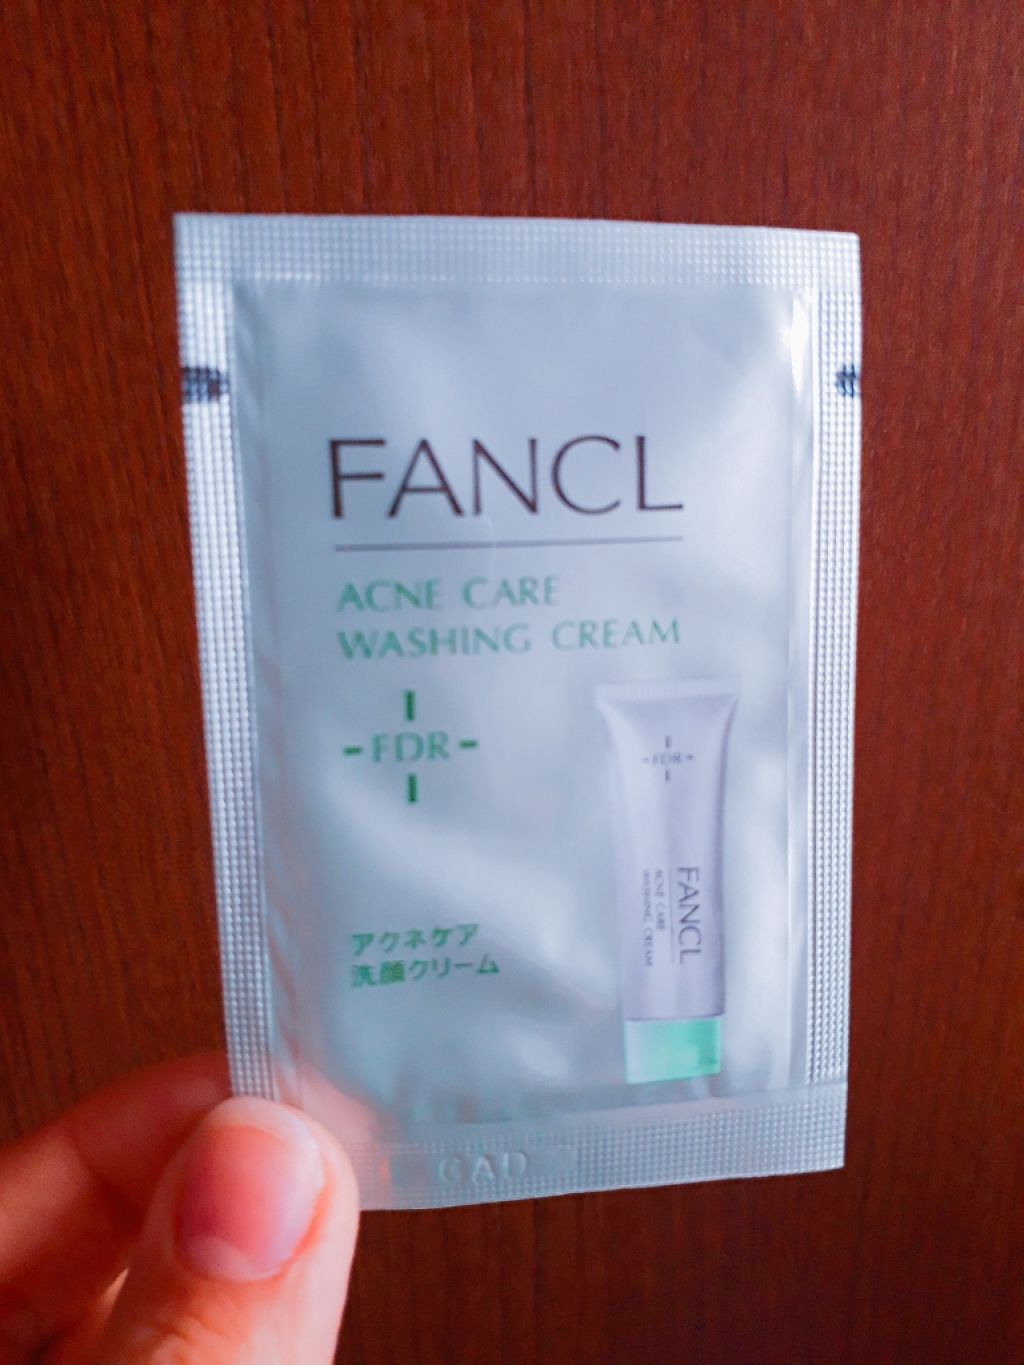 FANCL
ACNE CARE
WASHING CREAM
FDR
アクネケア
洗顔クリーム
FDR
FANCL
ACNE CARE
WASHING CREAM